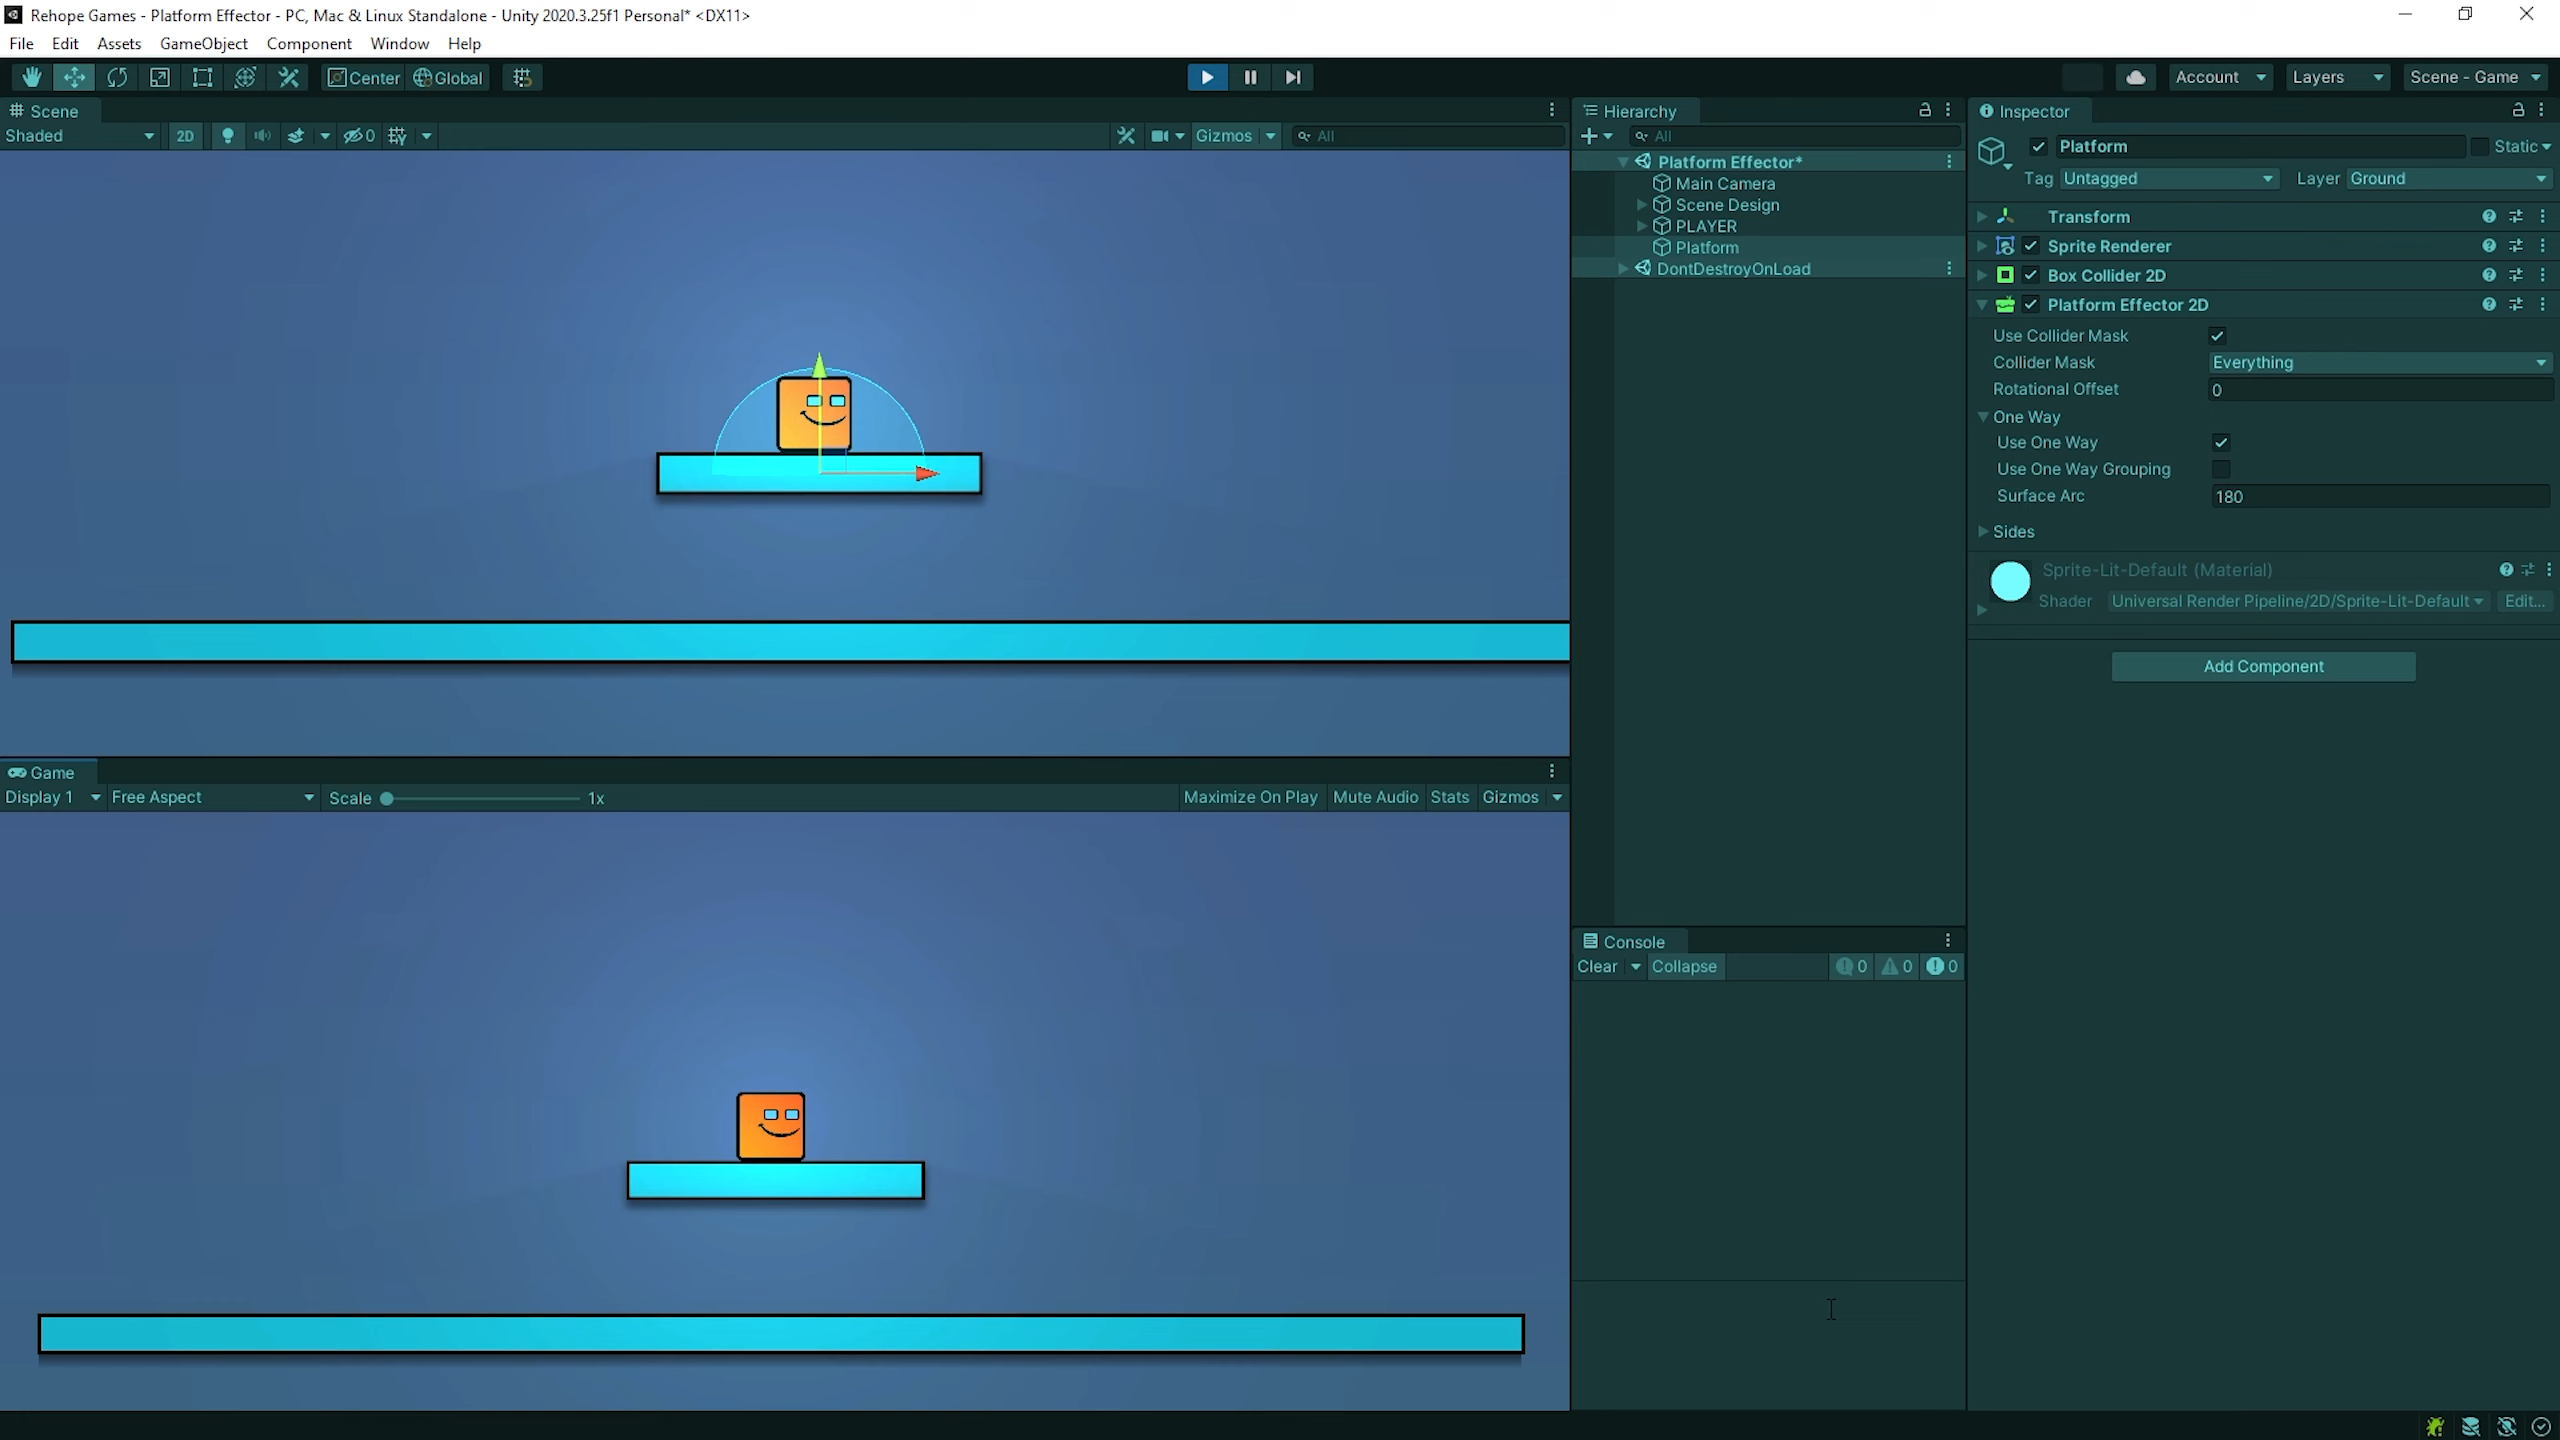 Rehope Games - Platform Effector - PC, Mac & Linux Standalone - Unity 2020.3.25f1 Personal* <DX11>
File Edit Assets GameObject Component Window Help
Center Global Account Layers Scene - Game
Scene
Shaded 2D 0 Gizmos All
Game
Display 1 Free Aspect Scale 1x Maximize On Play Mute Audio Stats Gizmos
Hierarchy
All
Platform Effector*
Main Camera
Scene Design
PLAYER
Platform
DontDestroyOnLoad
Console
Clear Collapse 0 0 0
Inspector
Platform Static
Tag Untagged Layer Ground
Transform
Sprite Renderer
Box Collider 2D
Platform Effector 2D
Use Collider Mask
Collider Mask Everything
Rotational Offset 0
One Way
Use One Way
Use One Way Grouping
Surface Arc 180
Sides
Sprite-Lit-Default (Material)
Shader Universal Render Pipeline/2D/Sprite-Lit-Default Edit...
Add Component